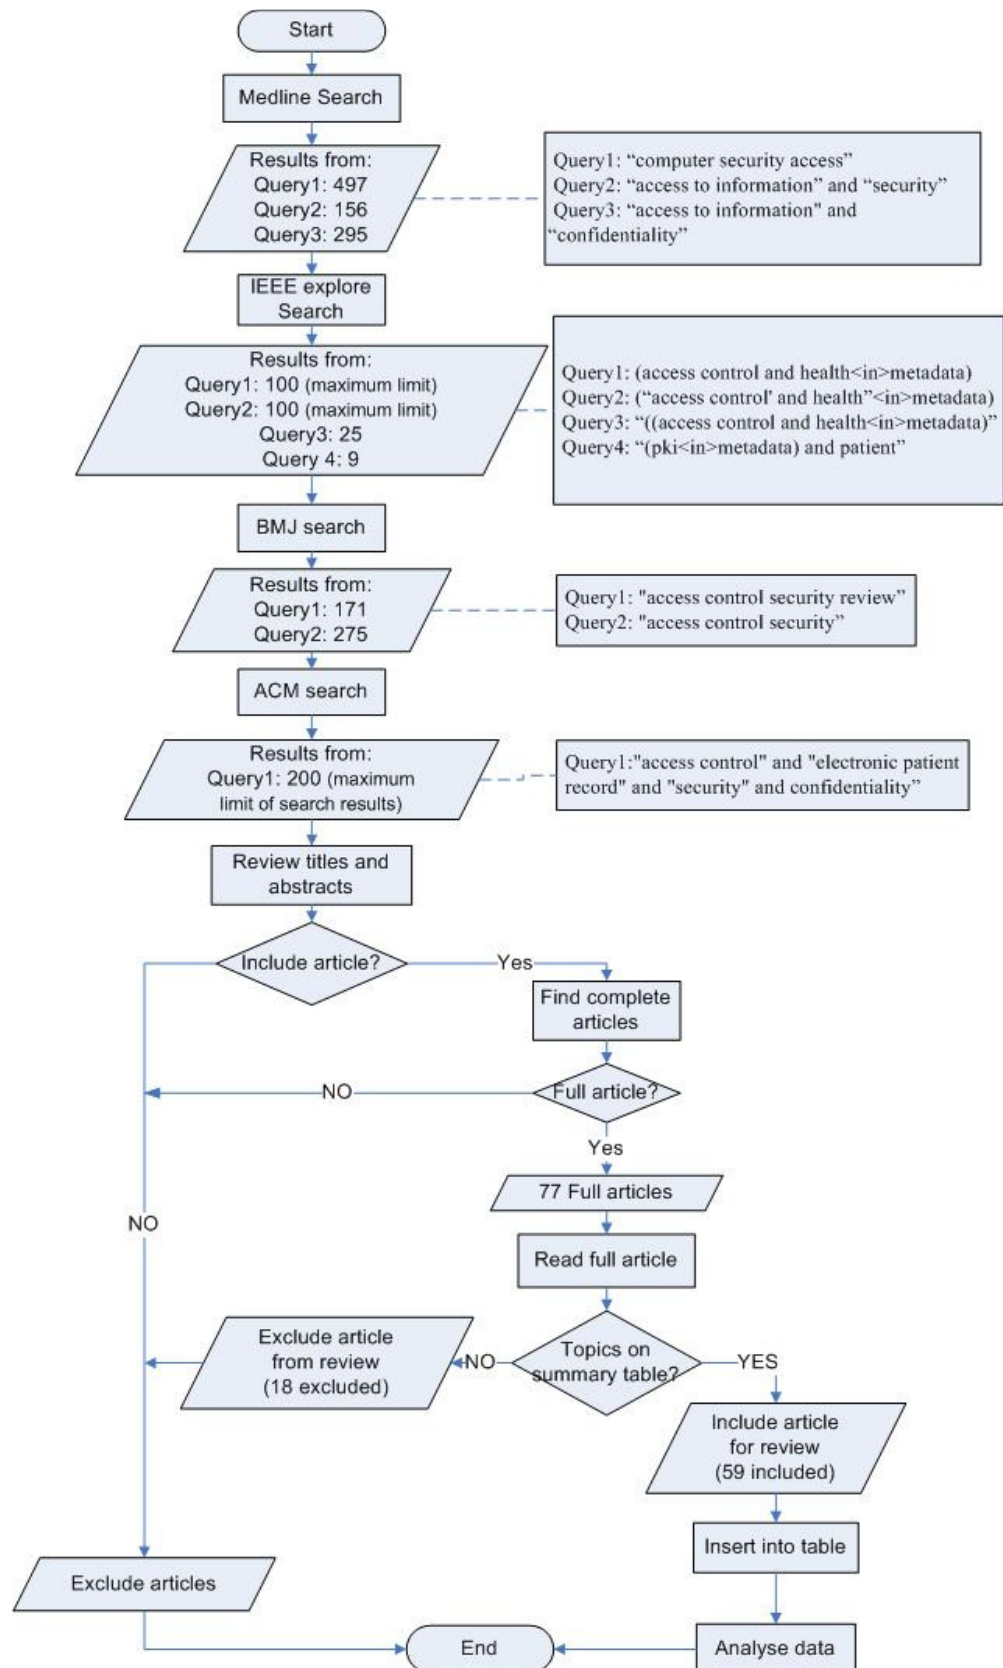 Start
Medline Search
Results from:
Query1: 497
Query2: 156
Query3: 295
Query1: “computer security access”
Query2: “access to information” and “security”
Query3: “access to information" and
“confidentiality”
IEEE explore
Search
Results from:
Query1: 100 (maximum limit)
Query2: 100 (maximum limit)
Query3: 25
Query 4: 9
Query1: (access control and health<in>metadata)
Query2: (“access control' and health”<in>metadata)
Query3: “((access control and health<in>metadata)”
Query4: “(pki<in>metadata) and patient”
BMJ search
Results from:
Query1: 171
Query2: 275
Query1: "access control security review”
Query2: "access control security”
ACM search
Results from:
Query1: 200 (maximum
limit of search results)
Query1:"access control" and "electronic patient
record" and "security" and confidentiality”
Review titles and
abstracts
Include article?
Yes
Find complete
articles
NO
Full article?
Yes
77 Full articles
NO
Read full article
Exclude article
from review
(18 excluded)
NO
Topics on
summary table?
YES
Include article
for review
(59 included)
Insert into table
Exclude articles
End
Analyse data